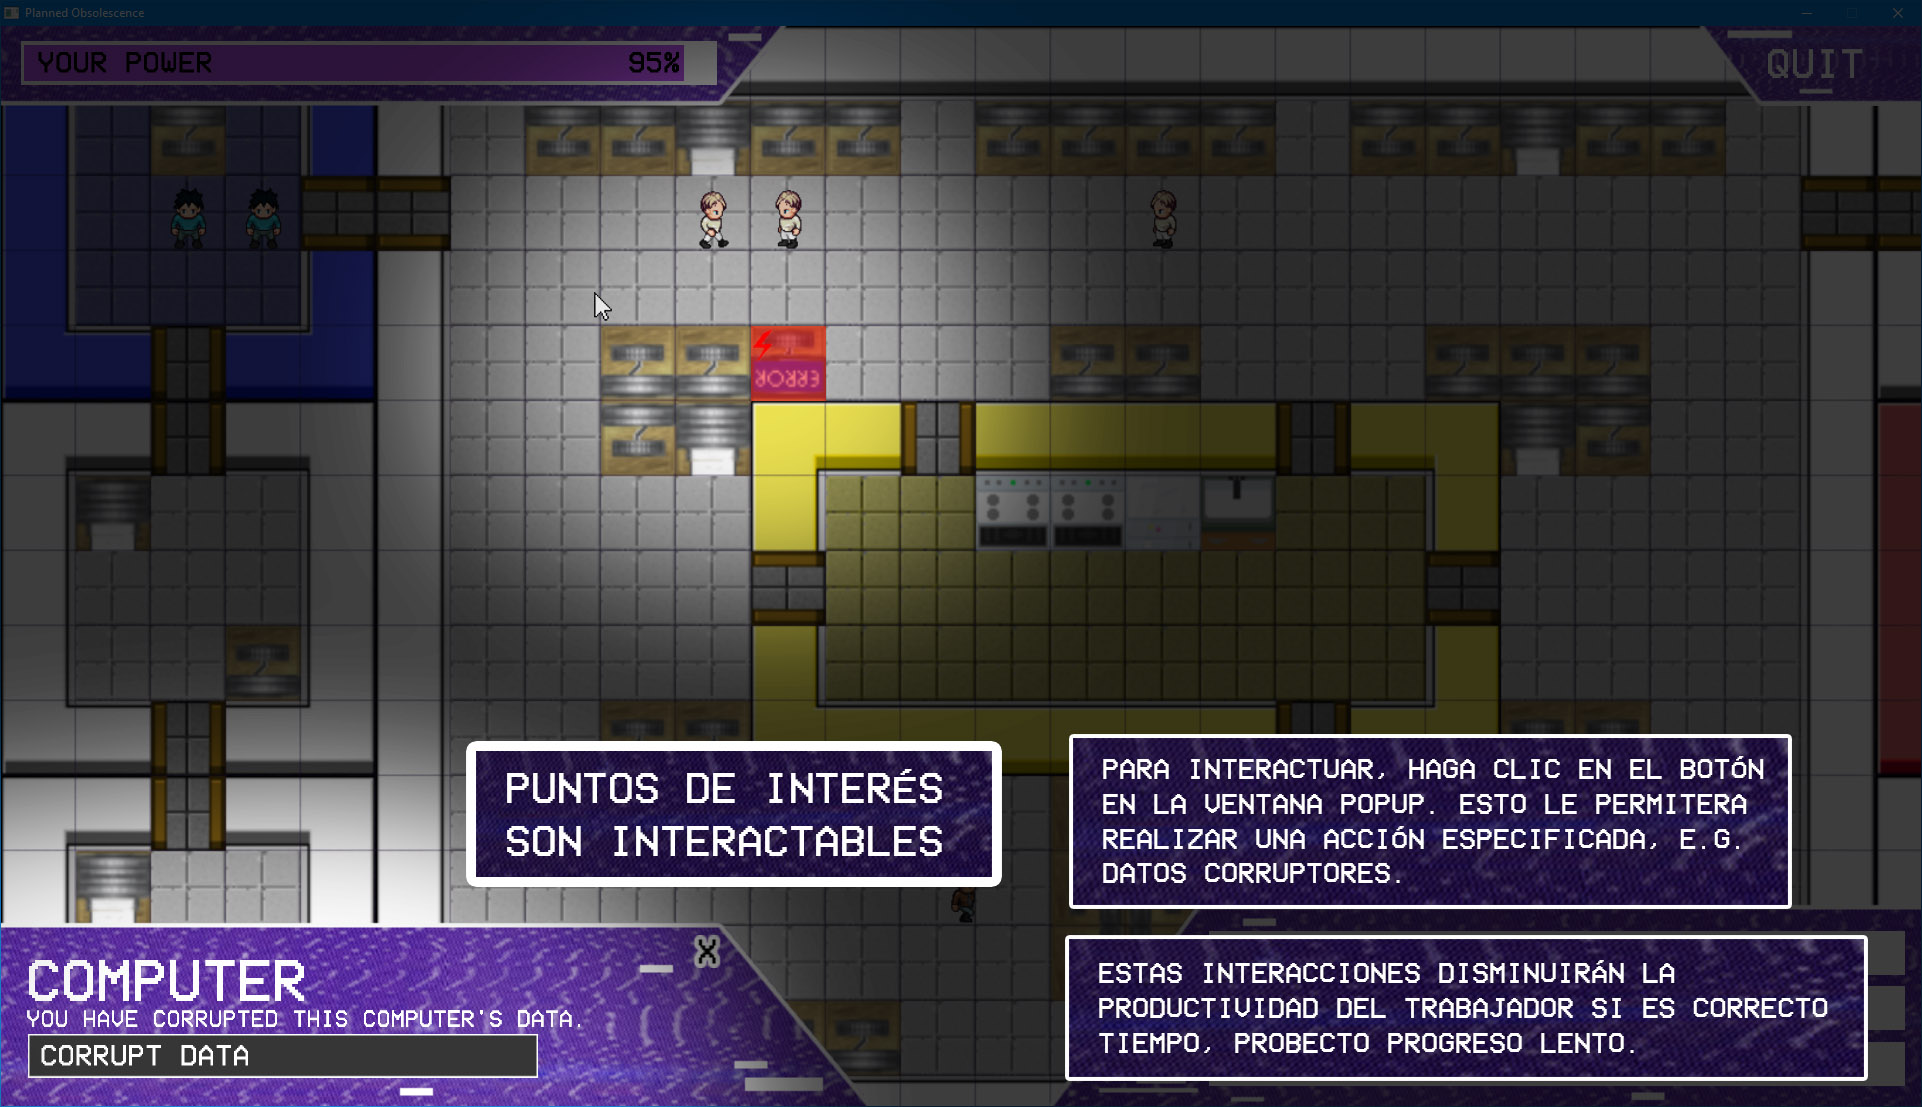 Planned Obsolescence
YOUR POWER 95%
QUIT
ERROR
PUNTOS DE INTERÉS
SON INTERACTABLES
PARA INTERACTUAR, HAGA CLIC EN EL BOTÓN
EN LA VENTANA POPUP. ESTO LE PERMITERA
REALIZAR UNA ACCIÓN ESPECIFICADA, E.G.
DATOS CORRUPTORES.
ESTAS INTERACCIONES DISMINUIRÁN LA
PRODUCTIVIDAD DEL TRABAJADOR SI ES CORRECTO
TIEMPO, PROBECTO PROGRESO LENTO.
X
COMPUTER
YOU HAVE CORRUPTED THIS COMPUTER'S DATA.
CORRUPT DATA